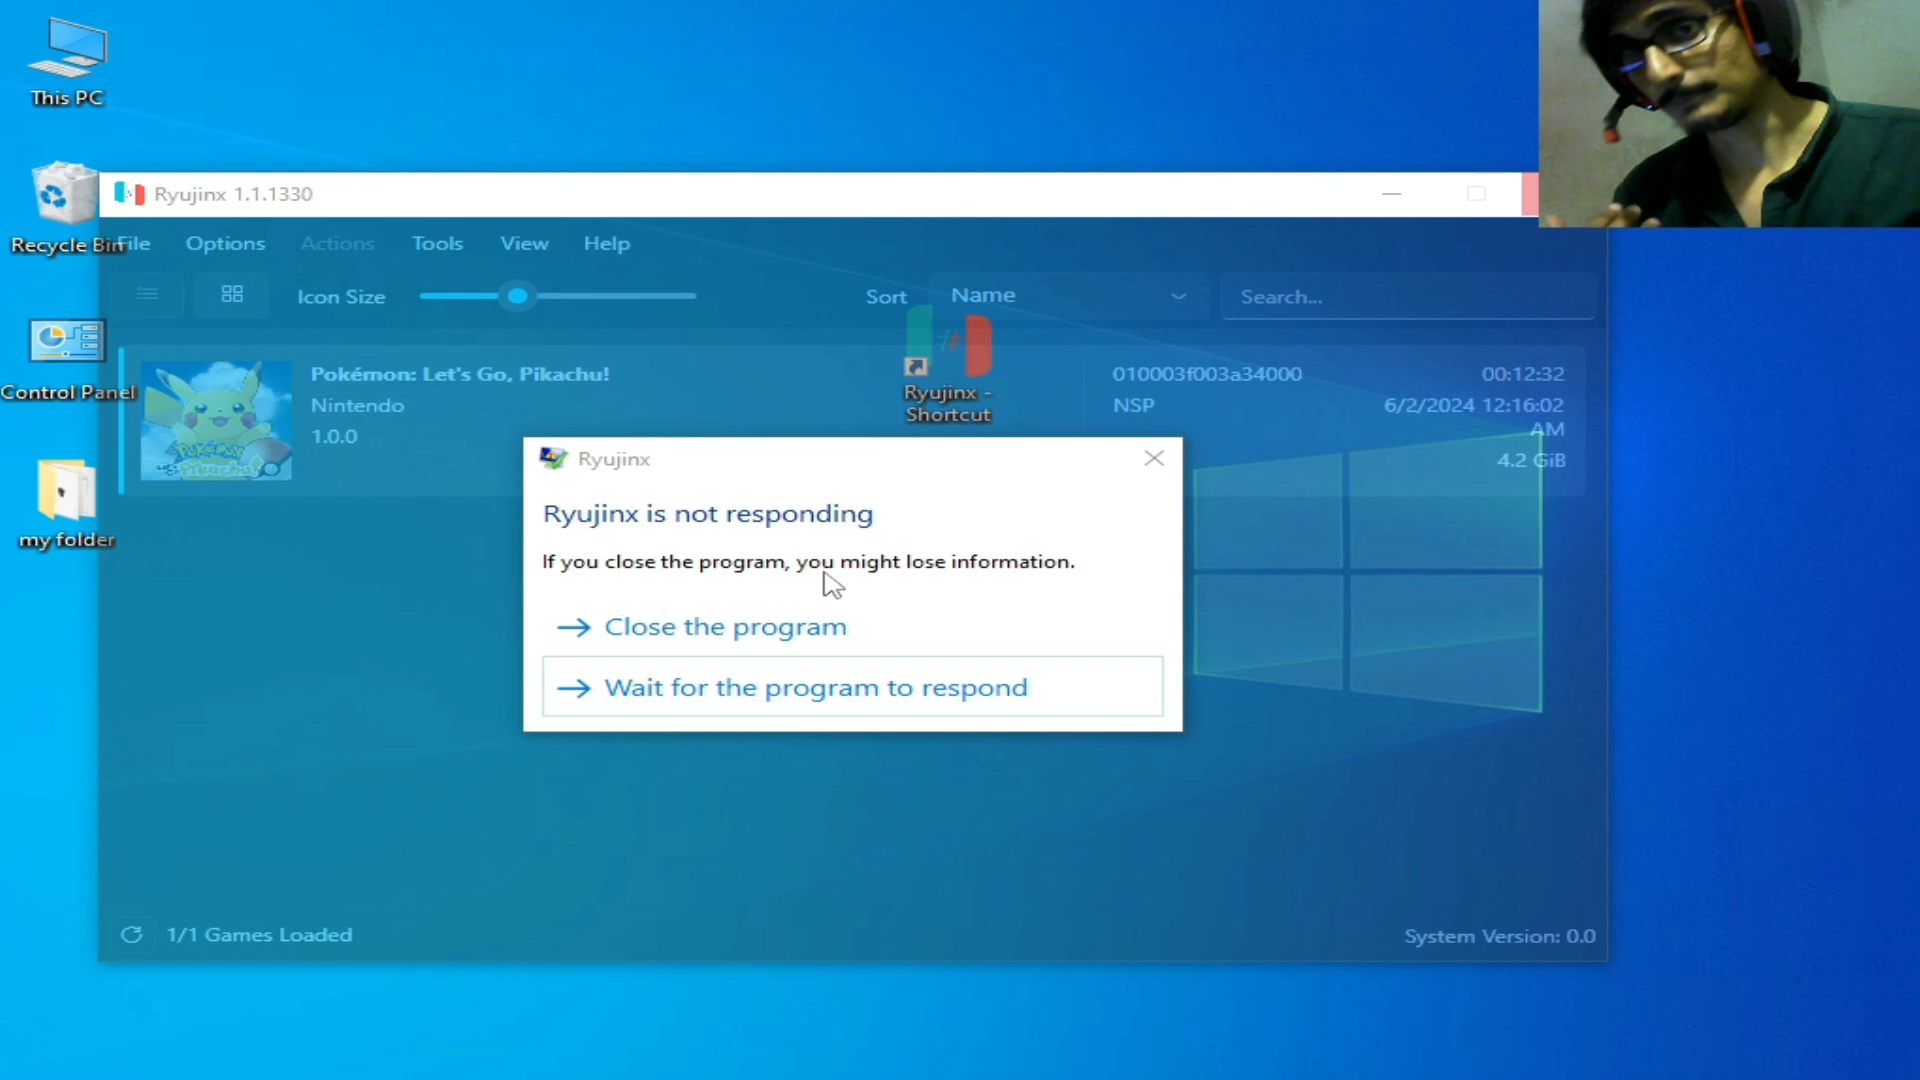 This PC
Recycle Bin
Control Panel
my folder
Ryujinx 1.1.1330
File Options Actions Tools View Help
Icon Size
Sort Name Search...
Pokémon: Let's Go, Pikachu!
Nintendo
1.0.0
Ryujinx -
Shortcut
010003f003a34000
NSP
00:12:32
6/2/2024 12:16:02
AM
4.2 GiB
Ryujinx
Ryujinx is not responding
If you close the program, you might lose information.
Close the program
Wait for the program to respond
1/1 Games Loaded
System Version: 0.0